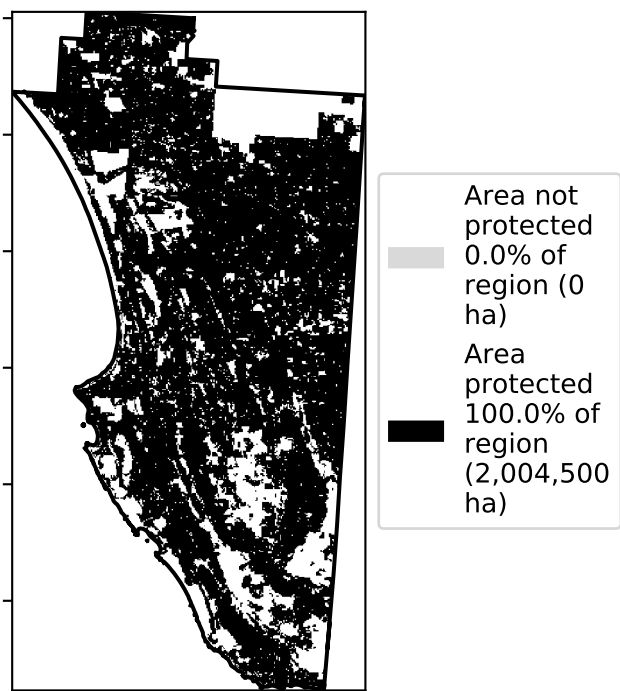 Area not
protected
0.0% of
region (0
ha)
Area
protected
100.0% of
region
(2,004,500
ha)